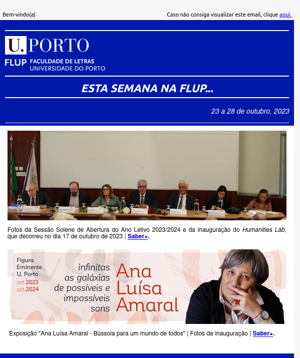 Bem-vindo(a)
Caso não consiga visualizar este email, clique aqui.
U. PORTO
FLUP FACULDADE DE LETRAS
UNIVERSIDADE DO PORTO
ESTA SEMANA NA FLUP...
23 a 28 de outubro, 2023
Fotos da Sessão Solene de Abertura do Ano Letivo 2023/2024 e da inauguração do Humanities Lab,
que decorreu no dia 17 de outubro de 2023 | Saber+.
Figura
Eminente
U. Porto
set.2023
set.2024
infinitas
as galáxias
de possíveis e
impossíveis
sons
Ana
Luísa
Amaral
Exposição "Ana Luísa Amaral - Bússola para um mundo de todos" | Fotos da inauguração | Saber+.